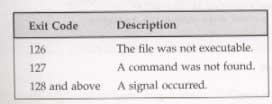 Exit Code Description
126 The file was not executable.
127 A command was not found.
128 and above A signal occurred.